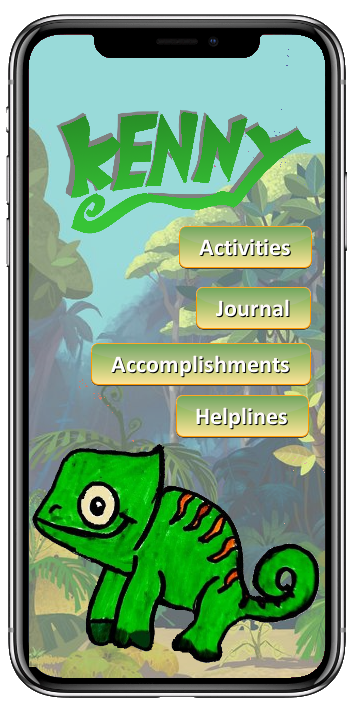 KENNY
Activities
Journal
Accomplishments
Helplines